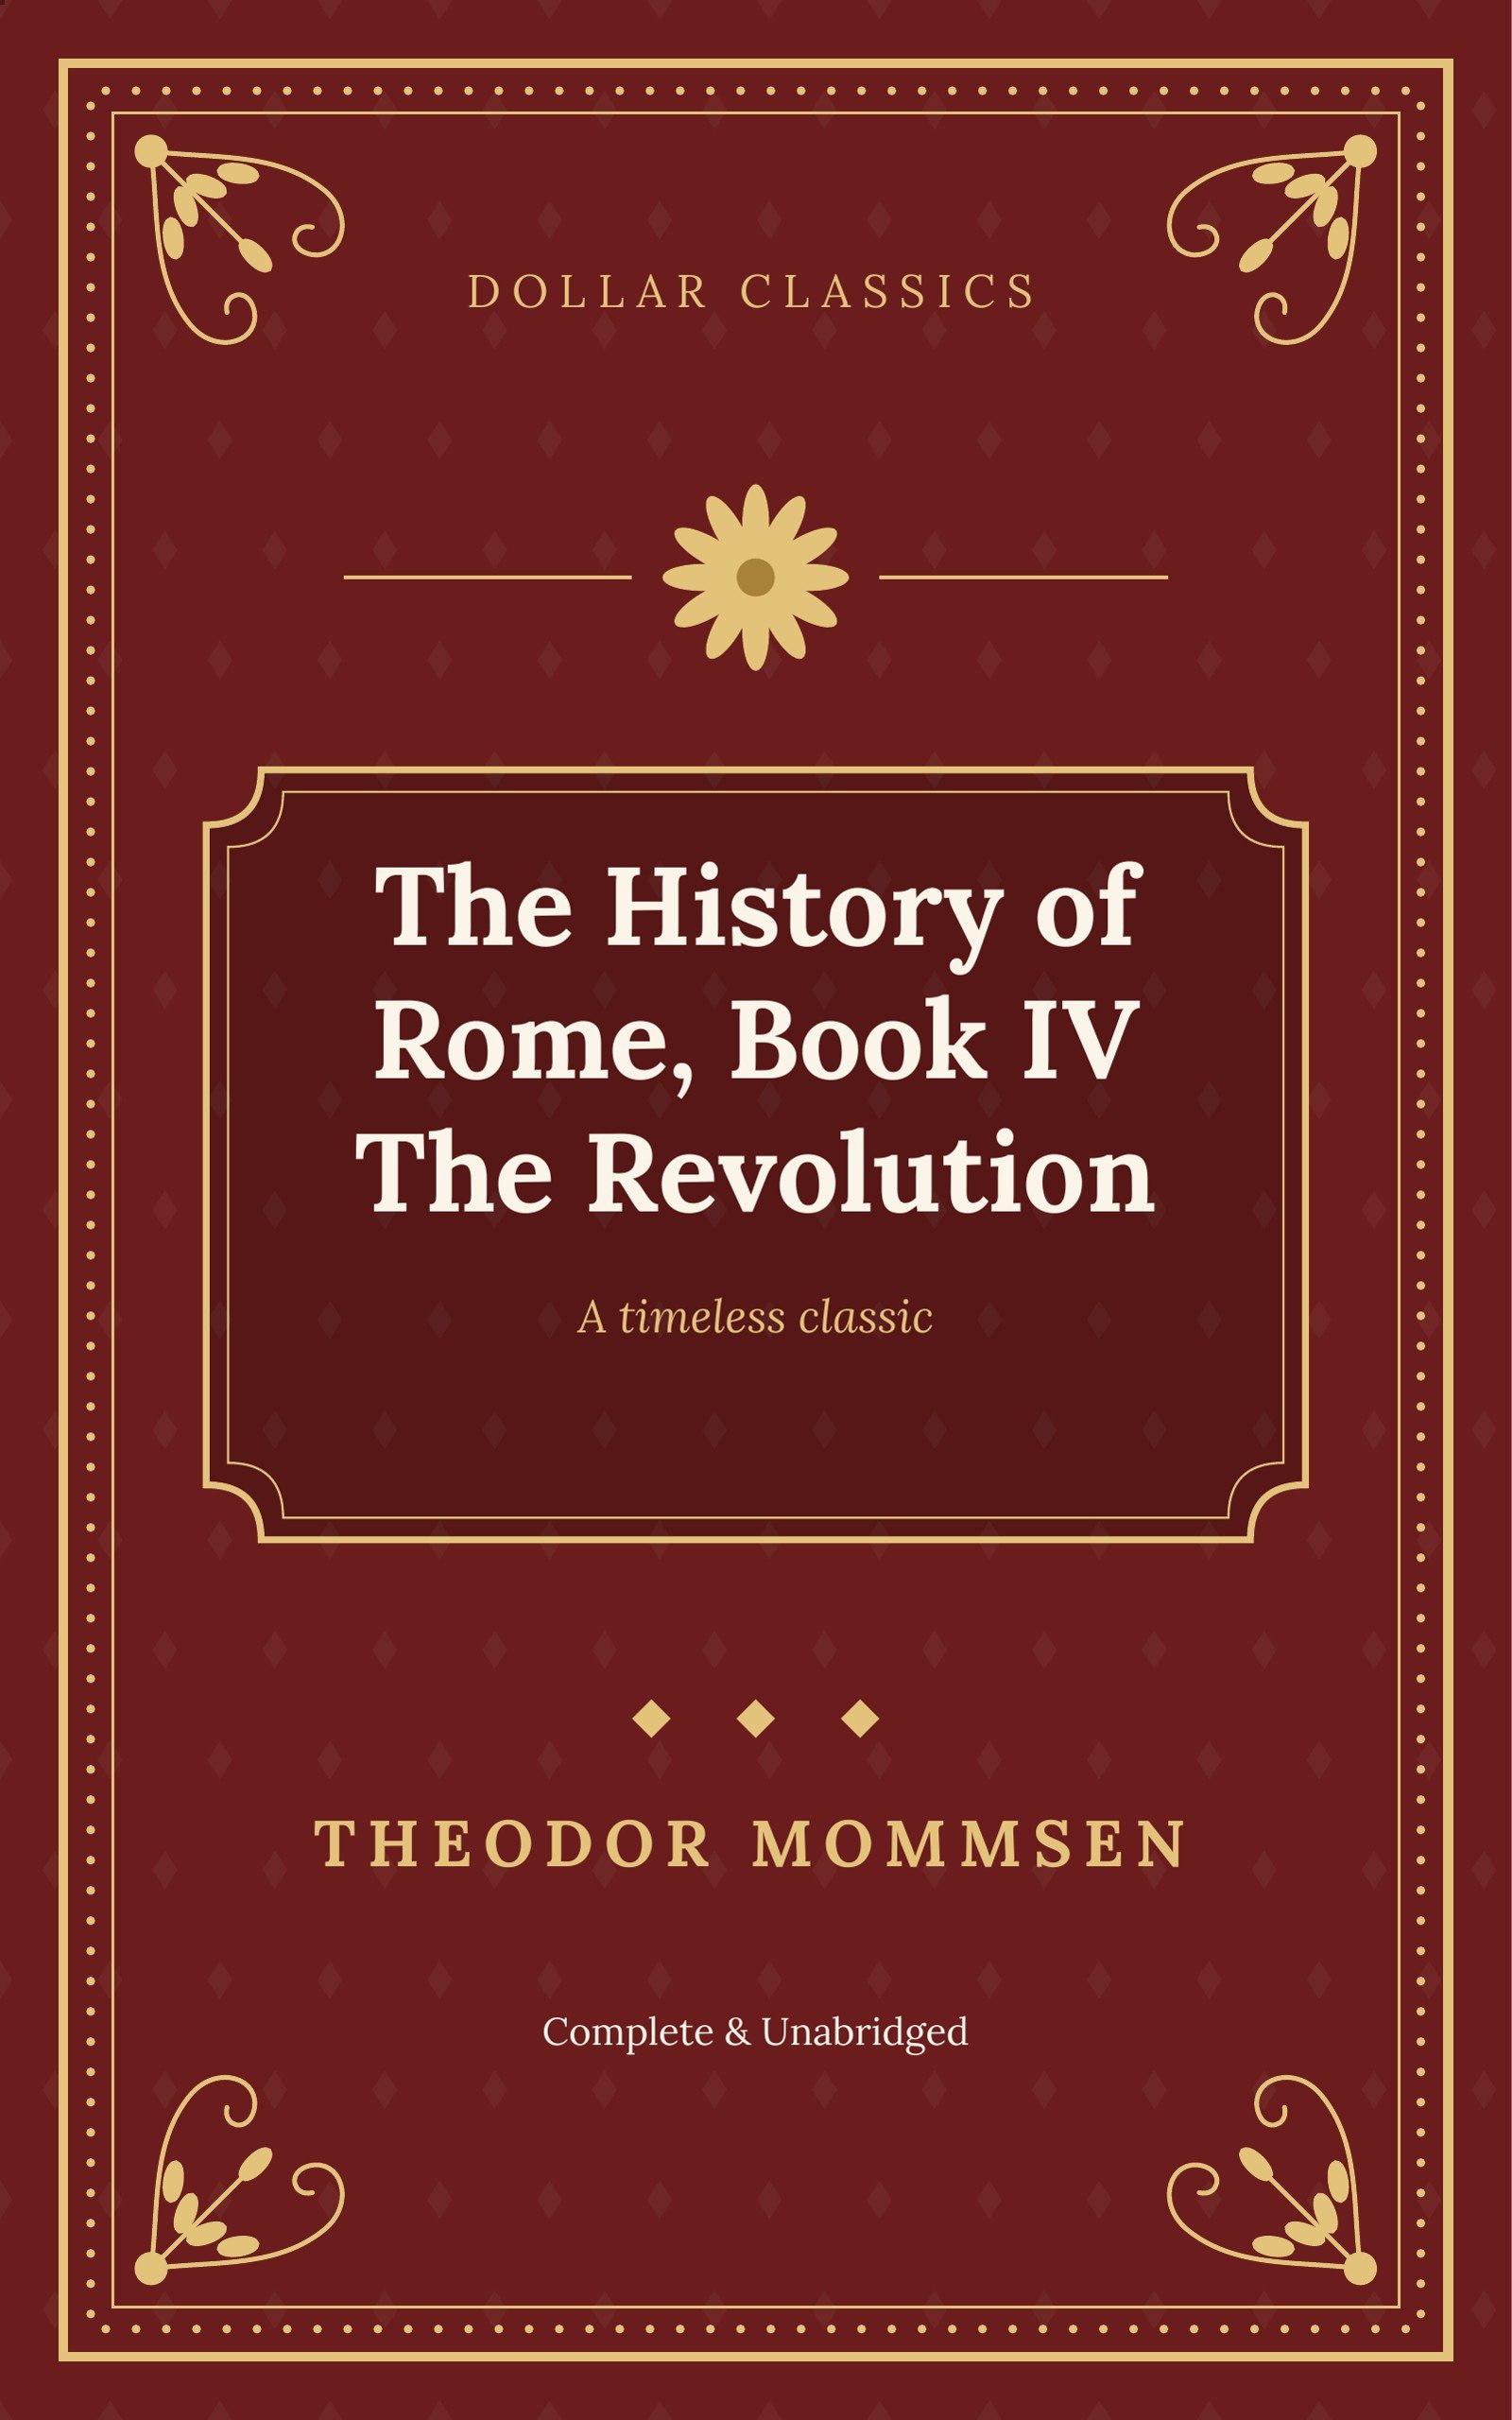 DOLLAR CLASSICS
The History of
Rome, Book IV
The Revolution
A timeless classic
THEODOR MOMMSEN
Complete & Unabridged